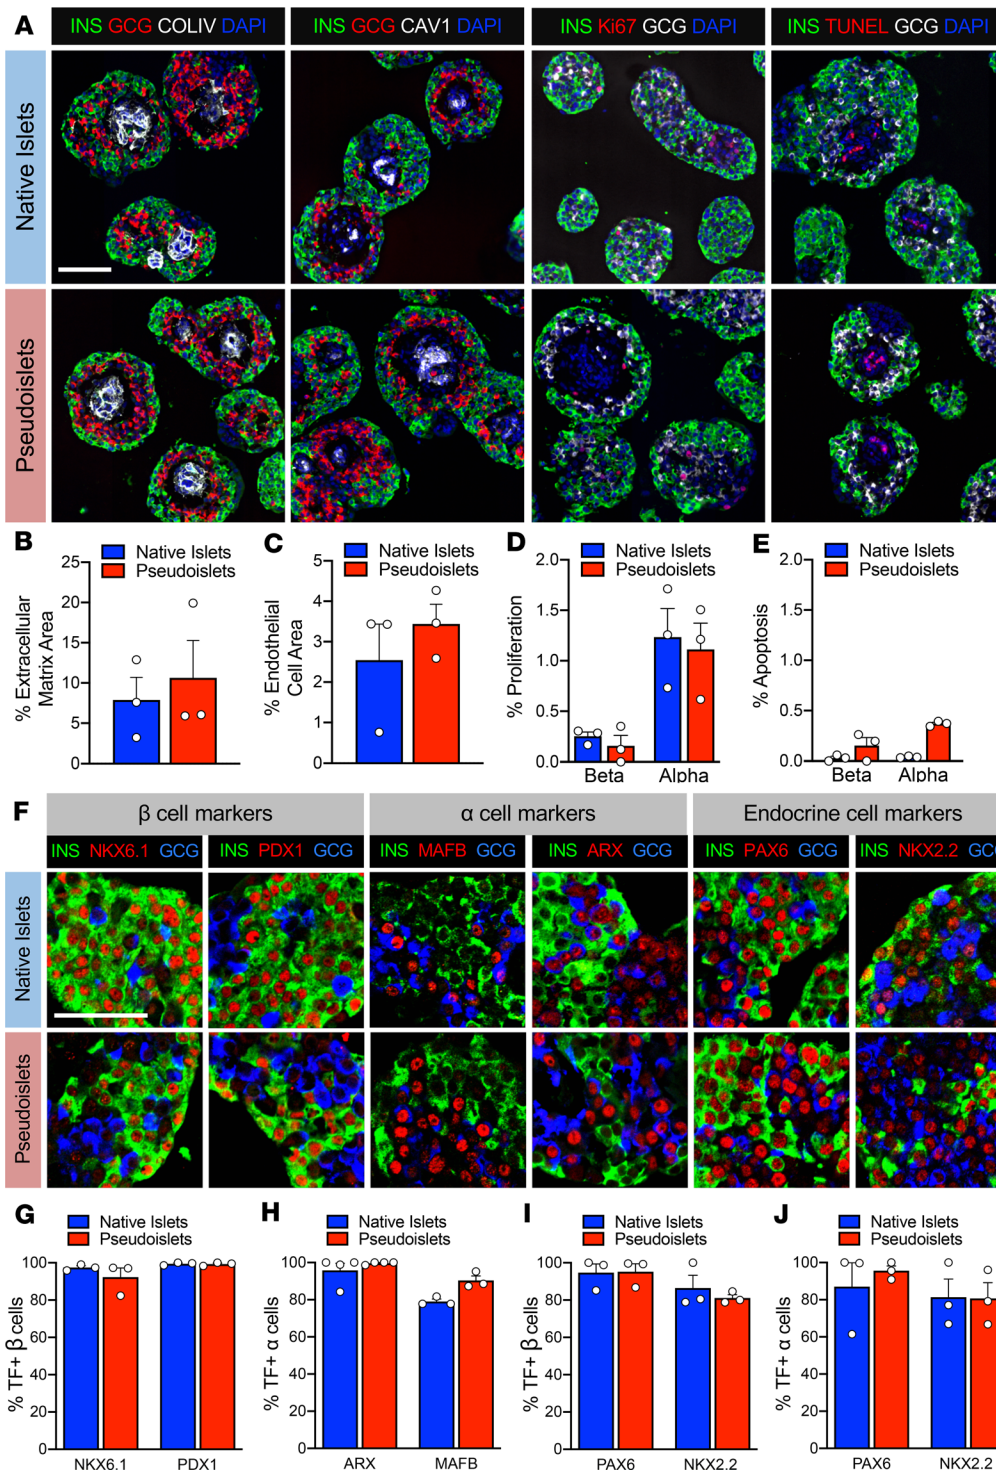 A
INS GCG COLIV DAPI
INS GCG CAV1 DAPI
INS Ki67 GCG DAPI
INS TUNEL GCG DAPI
Native Islets
Pseudoislets
B
Native Islets
Pseudoislets
% Extracellular
Matrix Area
25
20
15
10
5
0
C
Native Islets
Pseudoislets
% Endothelial
Cell Area
5
4
3
2
1
0
D
Native Islets
Pseudoislets
% Proliferation
2.0
1.5
1.0
0.5
0.0
Beta
Alpha
E
Native Islets
Pseudoislets
% Apoptosis
2.0
1.5
1.0
0.5
0.0
Beta
Alpha
F
β cell markers
α cell markers
Endocrine cell markers
INS NKX6.1 GCG
INS PDX1 GCG
INS MAFB GCG
INS ARX GCG
INS PAX6 GCG
INS NKX2.2 GCG
Native Islets
Pseudoislets
G
Native Islets
Pseudoislets
% TF+ β cells
100
80
60
40
20
0
NKX6.1
PDX1
H
Native Islets
Pseudoislets
% TF+ α cells
100
80
60
40
20
0
ARX
MAFB
I
Native Islets
Pseudoislets
% TF+ β cells
100
80
60
40
20
0
PAX6
NKX2.2
J
Native Islets
Pseudoislets
% TF+ α cells
100
80
60
40
20
0
PAX6
NKX2.2